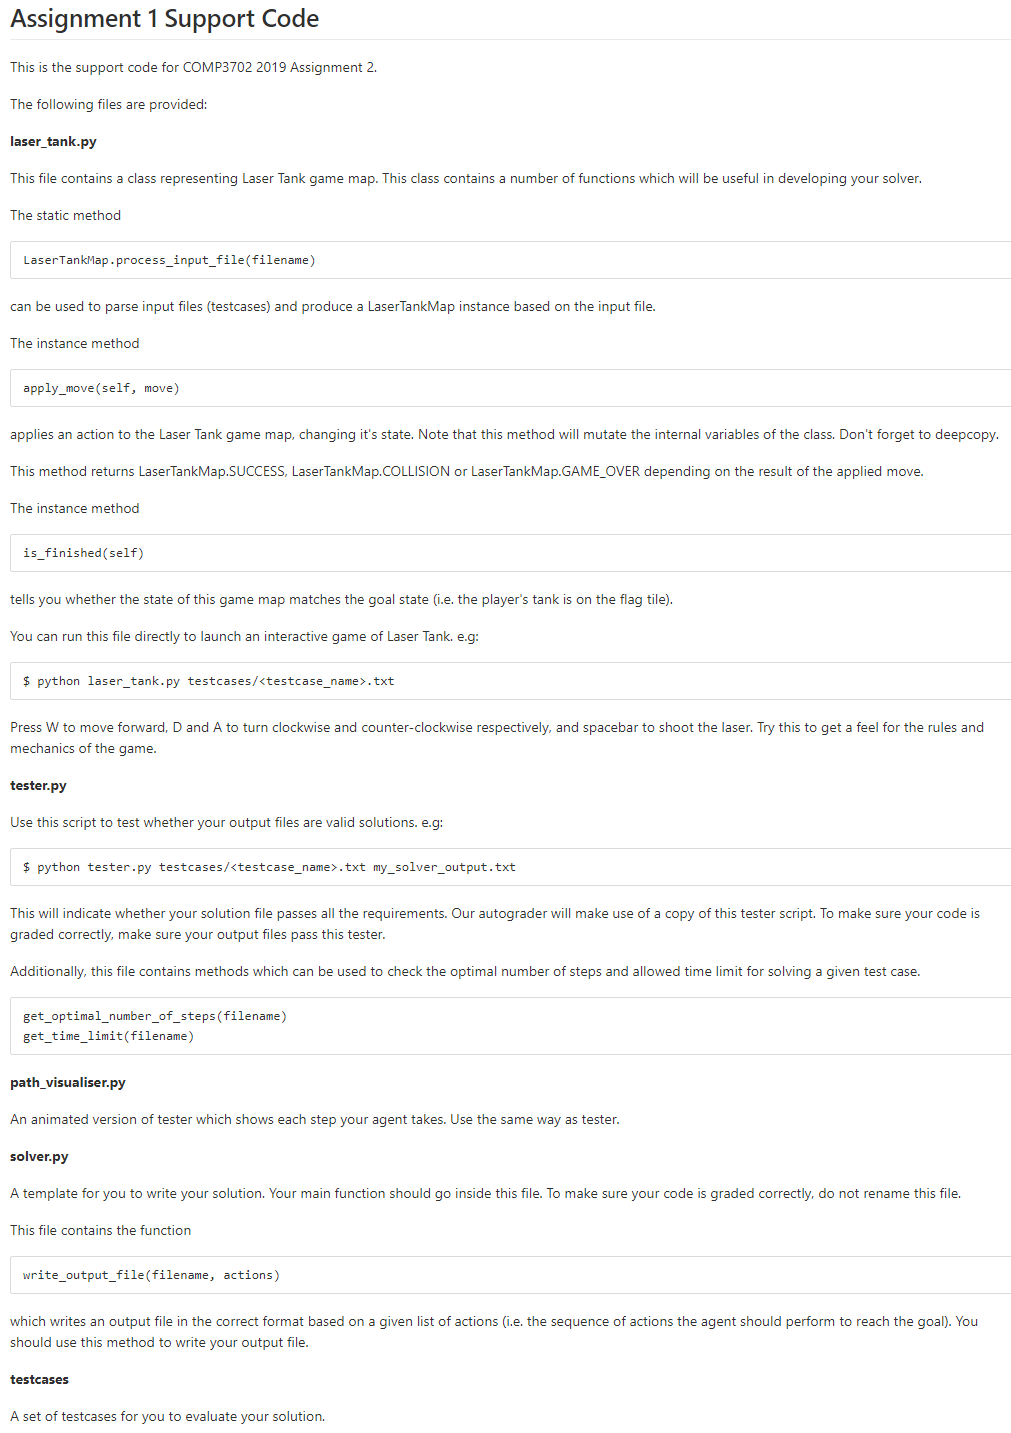 Assignment 1 Support Code
This is the support code for COMP3702 2019 Assignment 2.
The following files are provided:
laser_tank.py
This file contains a class representing Laser Tank game map. This class contains a number of functions which will be useful in developing your solver.
The static method
LaserTankMap.process_input_file(filename)
can be used to parse input files (testcases) and produce a LaserTankMap instance based on the input file.
The instance method
apply_move(self, move)
applies an action to the Laser Tank game map, changing it's state. Note that this method will mutate the internal variables of the class. Don't forget to deepcopy.
This method returns LaserTankMap.SUCCESS, LaserTankMap.COLLISION or LaserTankMap.GAME_OVER depending on the result of the applied move.
The instance method
is_finished(self)
tells you whether the state of this game map matches the goal state (i.e. the player's tank is on the flag tile).
You can run this file directly to launch an interactive game of Laser Tank. e.g:
$ python laser_tank.py testcases/<testcase_name>.txt
Press W to move forward, D and A to turn clockwise and counter-clockwise respectively, and spacebar to shoot the laser. Try this to get a feel for the rules and
mechanics of the game.
tester.py
Use this script to test whether your output files are valid solutions. e.g:
$ python tester.py testcases/<testcase_name>.txt my_solver_output.txt
This will indicate whether your solution file passes all the requirements. Our autograder will make use of a copy of this tester script. To make sure your code is
graded correctly, make sure your output files pass this tester.
Additionally, this file contains methods which can be used to check the optimal number of steps and allowed time limit for solving a given test case.
get_optimal_number_of_steps(filename)
get_time_limit(filename)
path_visualiser.py
An animated version of tester which shows each step your agent takes. Use the same way as tester.
solver.py
A template for you to write your solution. Your main function should go inside this file. To make sure your code is graded correctly, do not rename this file.
This file contains the function
write_output_file(filename, actions)
which writes an output file in the correct format based on a given list of actions (i.e. the sequence of actions the agent should perform to reach the goal). You
should use this method to write your output file.
testcases
A set of testcases for you to evaluate your solution.